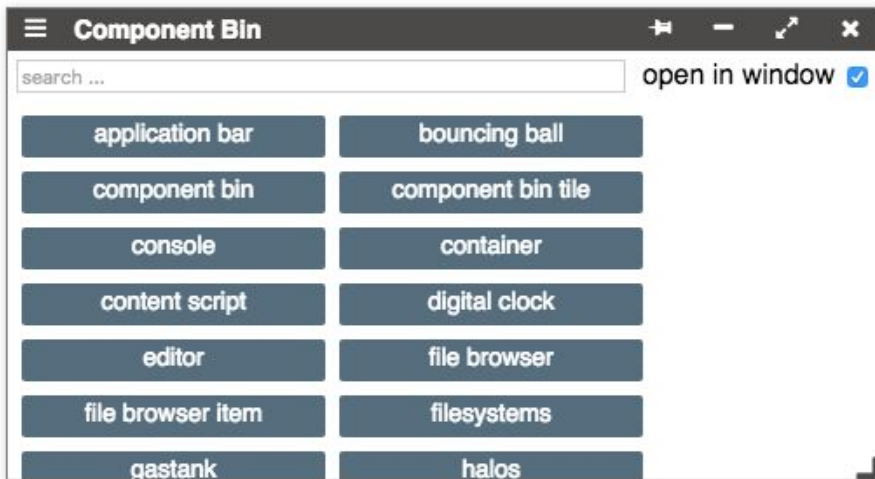 Component Bin
search ... open in window
application bar bouncing ball
component bin component bin tile
console container
content script digital clock
editor file browser
file browser item filesystems
gastank halos